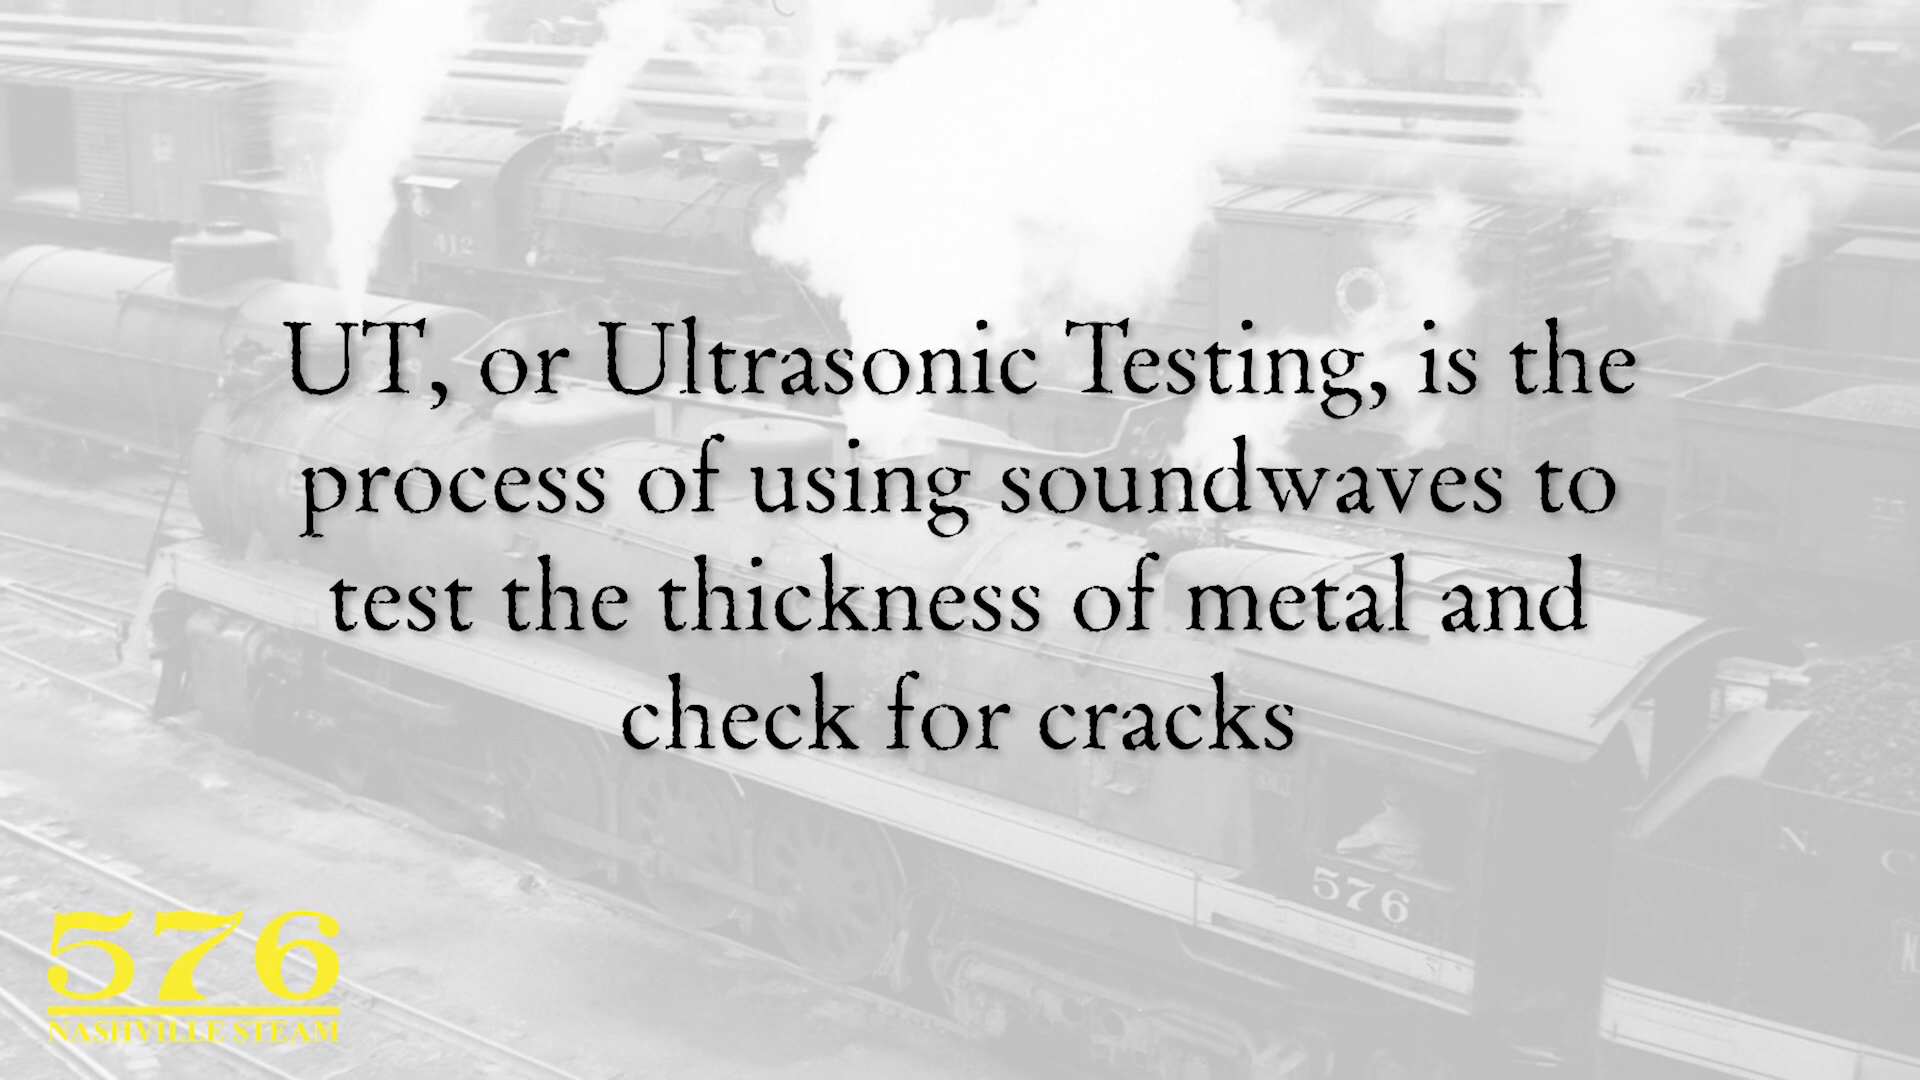 412
UT, or Ultrasonic Testing, is the
process of using soundwaves to
test the thickness of metal and
check for cracks
576
N. C
576
NASHVILLE STEAM